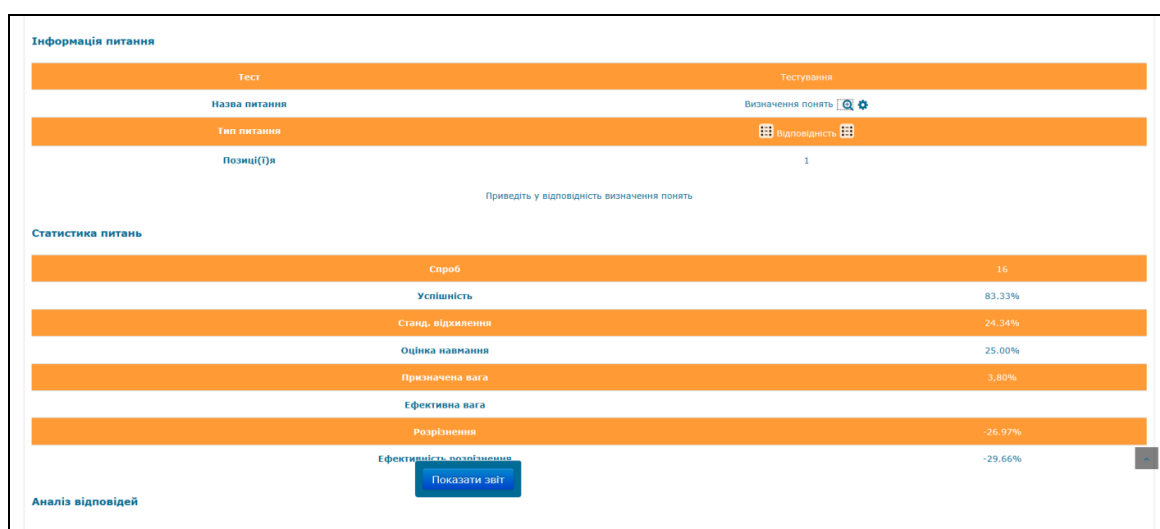 Інформація питання
Тест Тестування
Назва питання Визначення понять
Тип питання Відповідність
Позиці(ї)я 1
Приведіть у відповідність визначення понять
Статистика питань
Спроб 16
Успішність 83.33%
Станд. відхилення 24.34%
Оцінка навмання 25.00%
Призначена вага 3,80%
Ефективна вага
Розрізнення -26.97%
Ефективність розрізнення -29.66%
Показати звіт
Аналіз відповідей